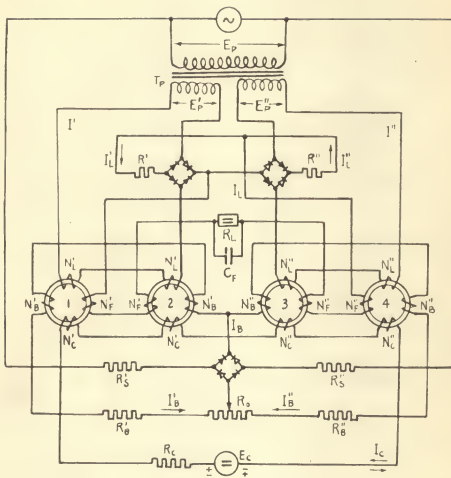 E_P
T_P
E'_P E''_P
I' I''
I'_L R' R'' I''_L
I_L
R_L
C_F
N'_L N'_L N''_L N''_L
N'_B 1 N'_F N'_F 2 N'_B N''_B 3 N''_F N''_F 4 N''_B
N'_C N'_C N''_C N''_C
I_B
R'_S R''_S
I'_B R_0 I''_B
R'_B R''_B
R_C E_C I_C
± ∓